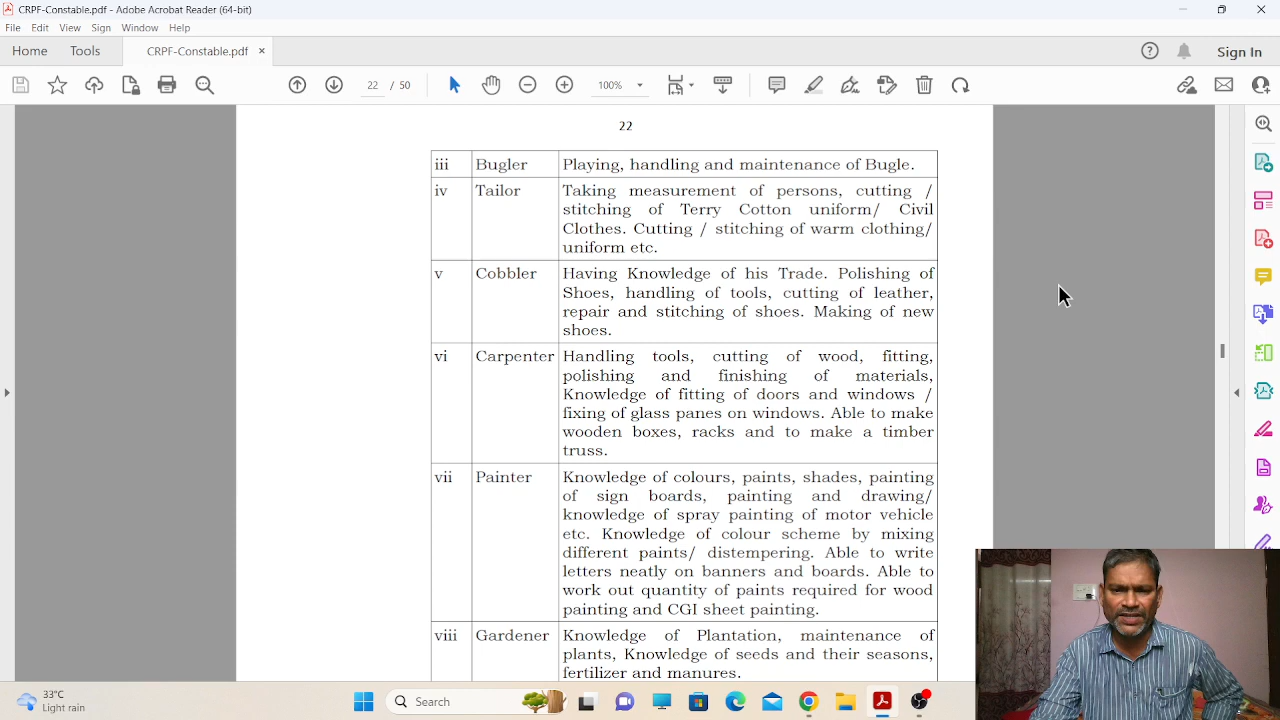 CRPF-Constable.pdf - Adobe Acrobat Reader (64-bit)
File Edit View Sign Window Help
Home Tools CRPF-Constable.pdf × Sign In
22 / 50 100%
22
iii Bugler Playing, handling and maintenance of Bugle.
iv Tailor Taking measurement of persons, cutting /
stitching of Terry Cotton uniform/ Civil
Clothes. Cutting / stitching of warm clothing/
uniform etc.
v Cobbler Having Knowledge of his Trade. Polishing of
Shoes, handling of tools, cutting of leather,
repair and stitching of shoes. Making of new
shoes.
vi Carpenter Handling tools, cutting of wood, fitting,
polishing and finishing of materials,
Knowledge of fitting of doors and windows /
fixing of glass panes on windows. Able to make
wooden boxes, racks and to make a timber
truss.
vii Painter Knowledge of colours, paints, shades, painting
of sign boards, painting and drawing/
knowledge of spray painting of motor vehicle
etc. Knowledge of colour scheme by mixing
different paints/ distempering. Able to write
letters neatly on banners and boards. Able to
work out quantity of paints required for wood
painting and CGI sheet painting.
viii Gardener Knowledge of Plantation, maintenance of
plants, Knowledge of seeds and their seasons,
fertilizer and manures.
33°C
Light rain
Search